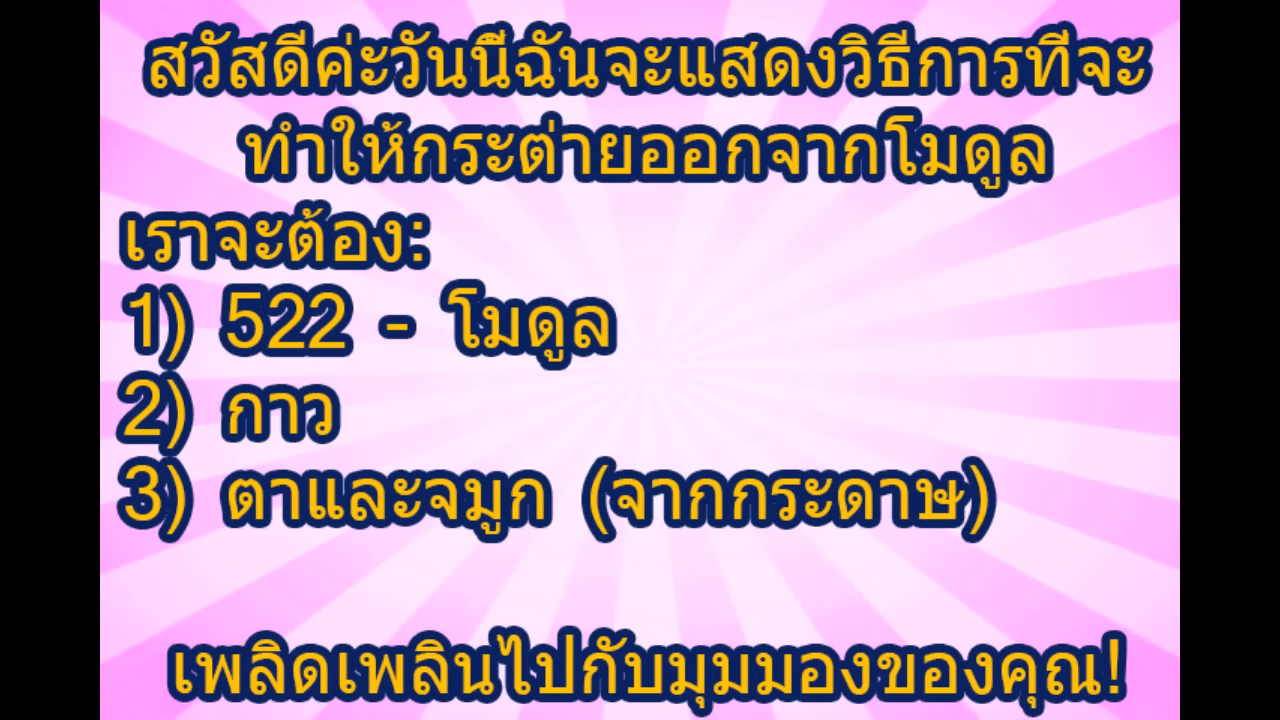 สวัสดีค่ะวันนี้ฉันจะแสดงวิธีการที่จะ
ทำให้กระต่ายออกจากโมดูล
เราจะต้อง:
1) 522 - โมดูล
2) กาว
3) ตาและจมูก (จากกระดาษ)
เพลิดเพลินไปกับมุมมองของคุณ!